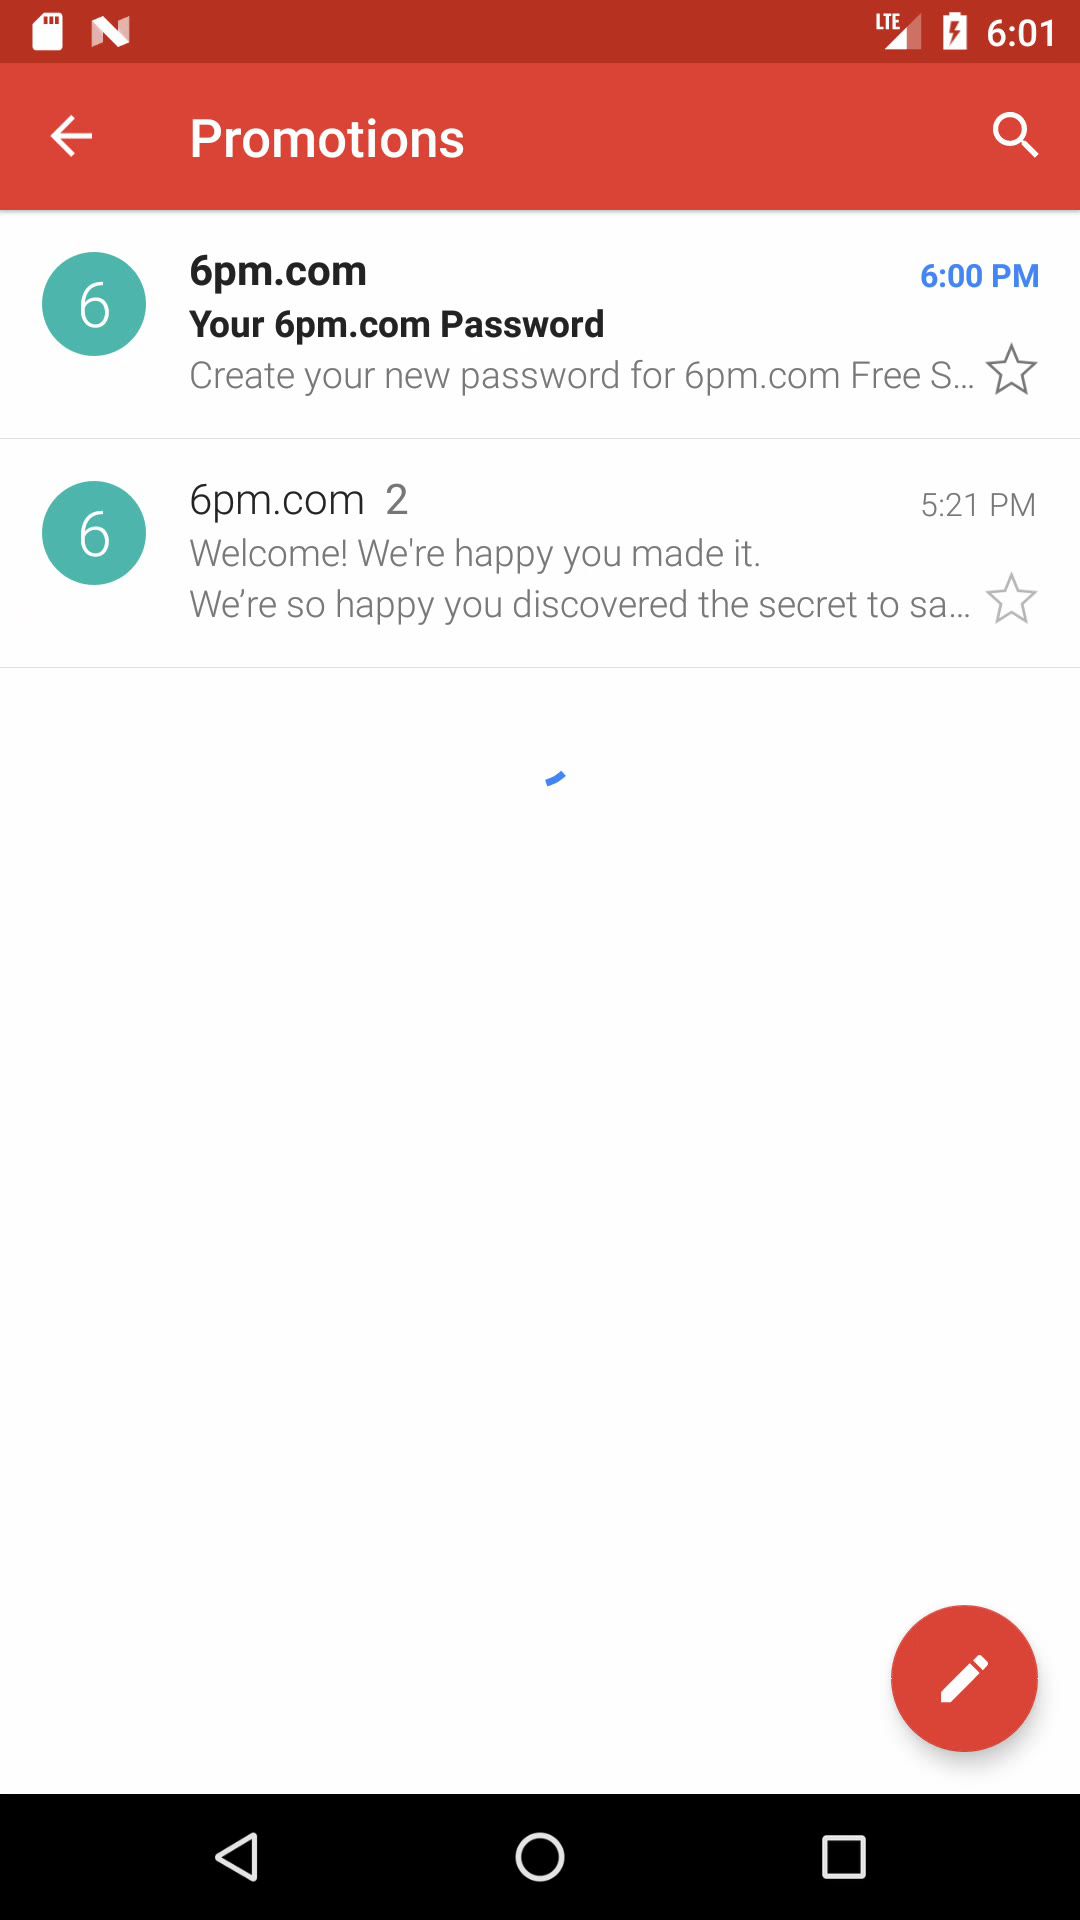 LTE 6:01
Promotions
6 6pm.com 6:00 PM
Your 6pm.com Password
Create your new password for 6pm.com Free S...
6 6pm.com 2 5:21 PM
Welcome! We're happy you made it.
We’re so happy you discovered the secret to sa...